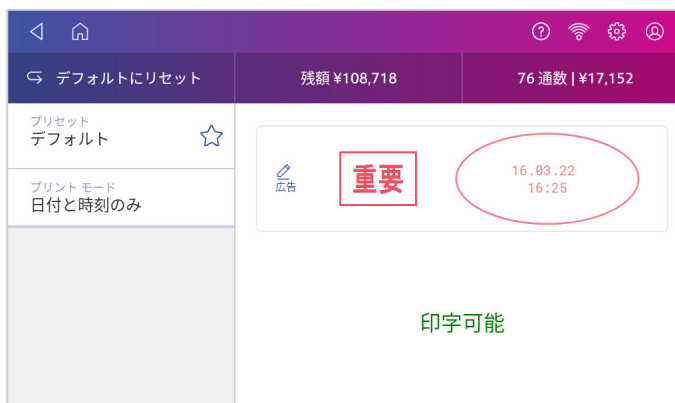 デフォルトにリセット
残額 ¥108,718
76 通数 | ¥17,152
プリセット
デフォルト
プリント モード
日付と時刻のみ
広告
重要
16.03.22
16:25
印字可能